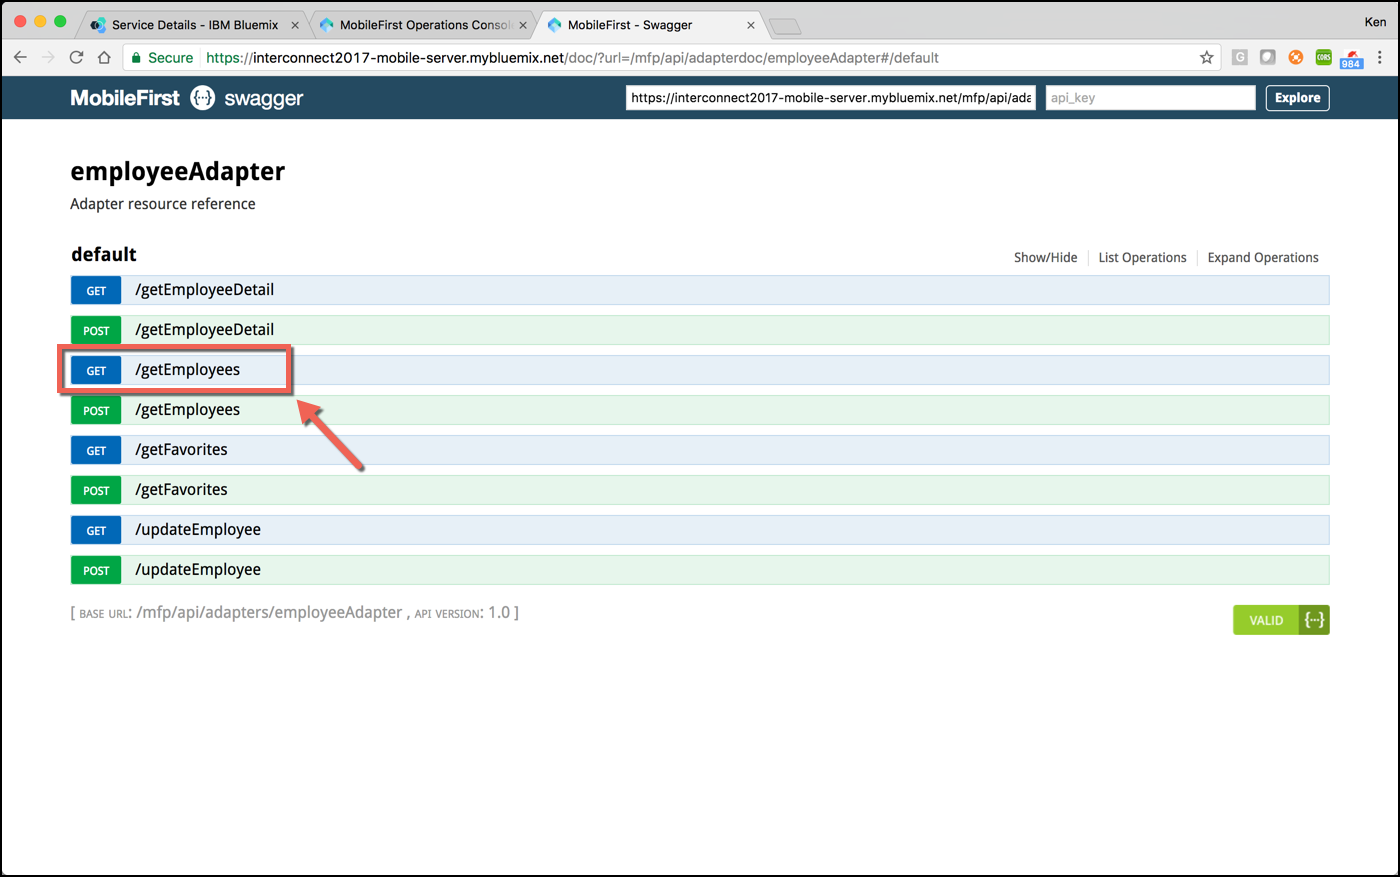 Service Details - IBM Bluemix
MobileFirst Operations Consol
MobileFirst - Swagger
Ken
Secure https://interconnect2017-mobile-server.mybluemix.net/doc/?url=/mfp/api/adapterdoc/employeeAdapter#/default
G
CORS
984
MobileFirst {···} swagger
https://interconnect2017-mobile-server.mybluemix.net/mfp/api/ada
api_key
Explore
employeeAdapter
Adapter resource reference
default
Show/Hide List Operations Expand Operations
GET /getEmployeeDetail
POST /getEmployeeDetail
GET /getEmployees
POST /getEmployees
GET /getFavorites
POST /getFavorites
GET /updateEmployee
POST /updateEmployee
[ BASE URL: /mfp/api/adapters/employeeAdapter , API VERSION: 1.0 ]
VALID {···}